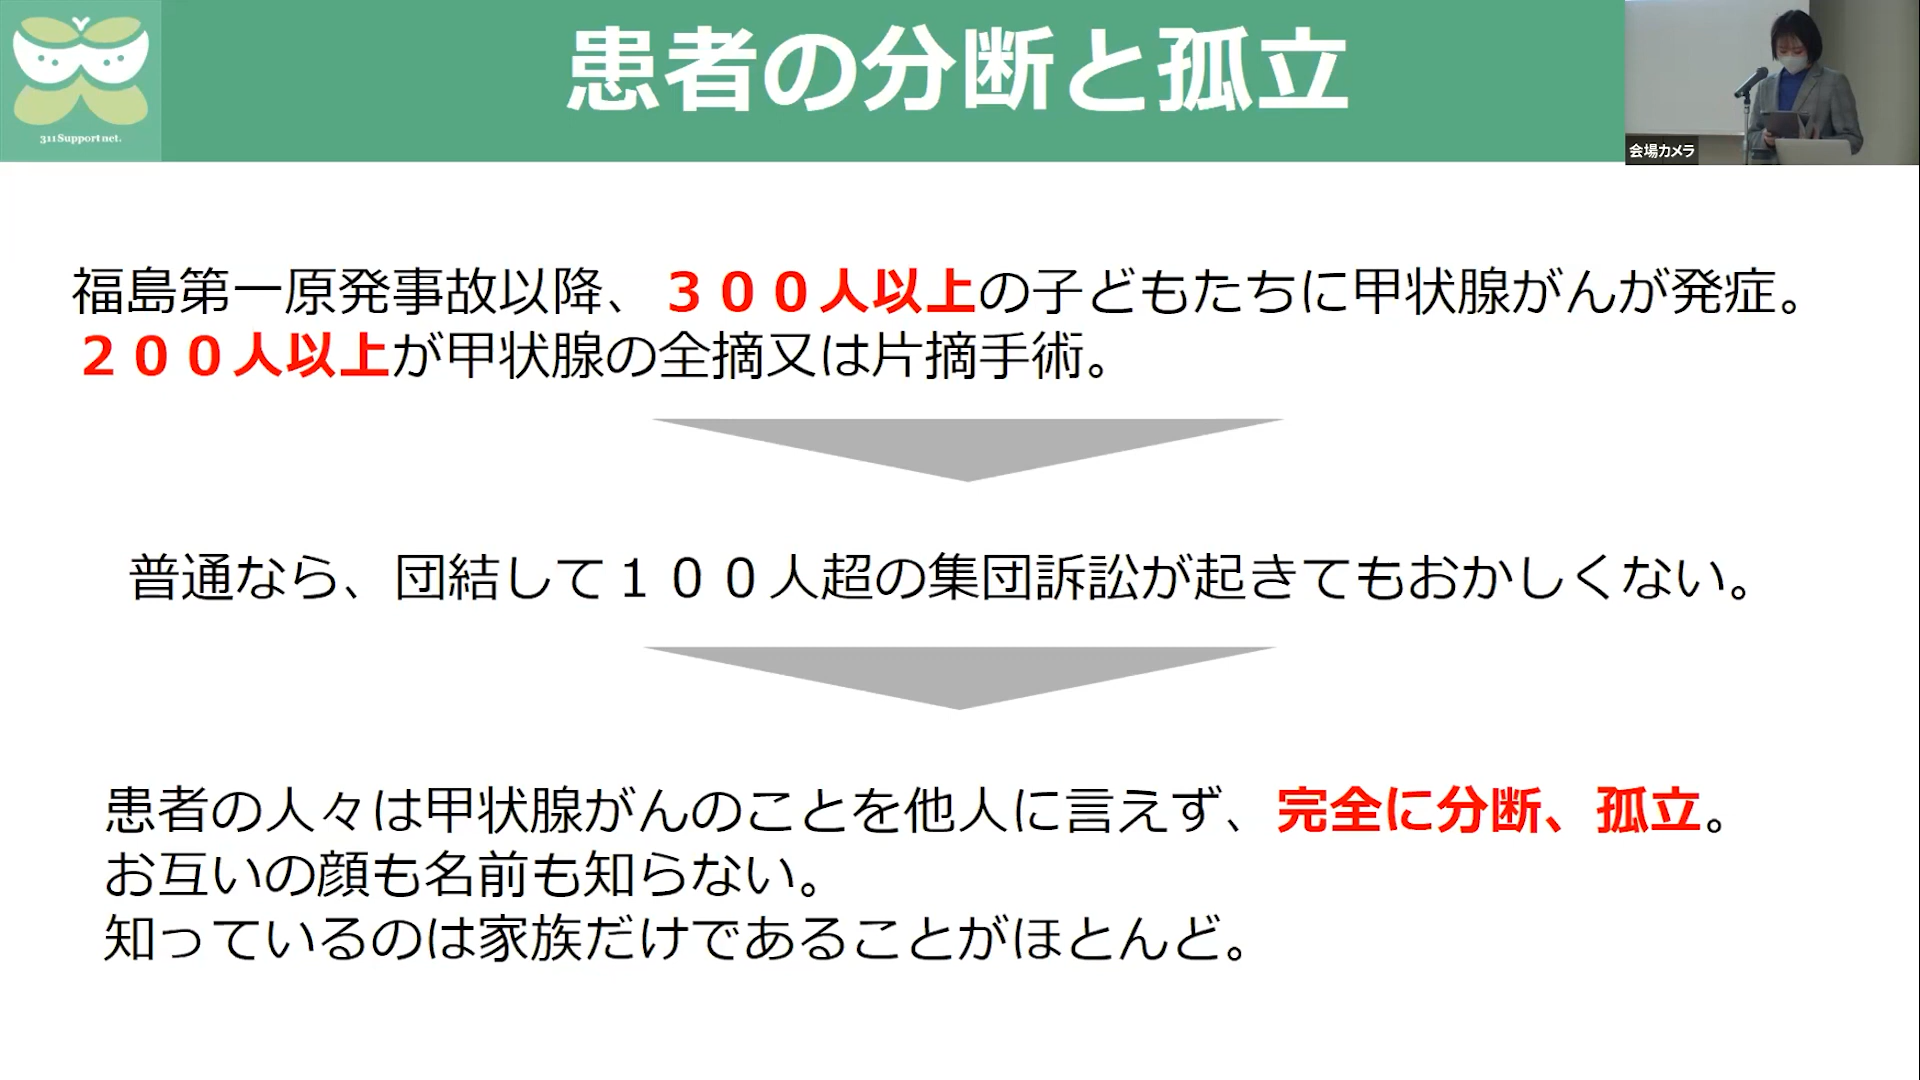 患者の分断と孤立
311Support net.
会場カメラ
福島第一原発事故以降、３００人以上の子どもたちに甲状腺がんが発症。
２００人以上が甲状腺の全摘又は片摘手術。
普通なら、団結して１００人超の集団訴訟が起きてもおかしくない。
患者の人々は甲状腺がんのことを他人に言えず、完全に分断、孤立。
お互いの顔も名前も知らない。
知っているのは家族だけであることがほとんど。